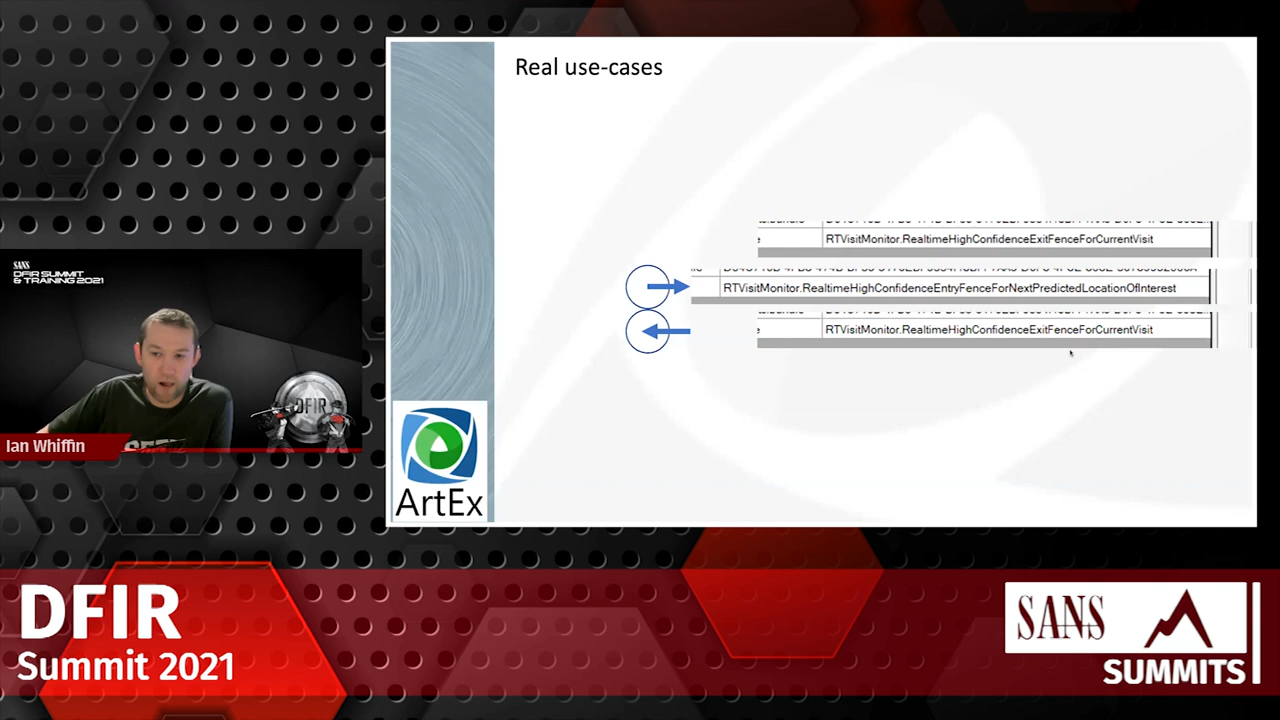 Real use-cases
RTVisitMonitor.RealtimeHighConfidenceExitFenceForCurrentVisit
RTVisitMonitor.RealtimeHighConfidenceEntryFenceForNextPredictedLocationOfInterest
RTVisitMonitor.RealtimeHighConfidenceExitFenceForCurrentVisit
SANS
DFIR SUMMIT
& TRAINING 2021
DFIR
Ian Whiffin
ArtEx
DFIR
Summit 2021
SANS
SUMMITS